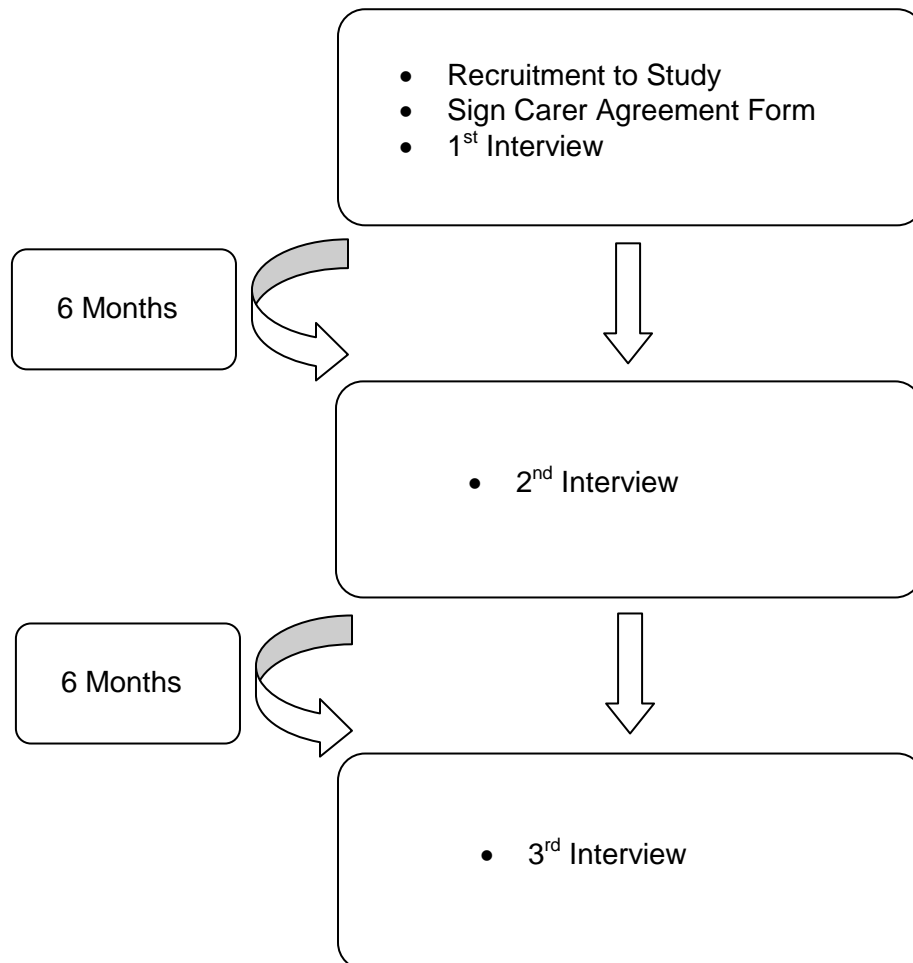 • Recruitment to Study
• Sign Carer Agreement Form
• 1st Interview
6 Months
• 2nd Interview
6 Months
• 3rd Interview